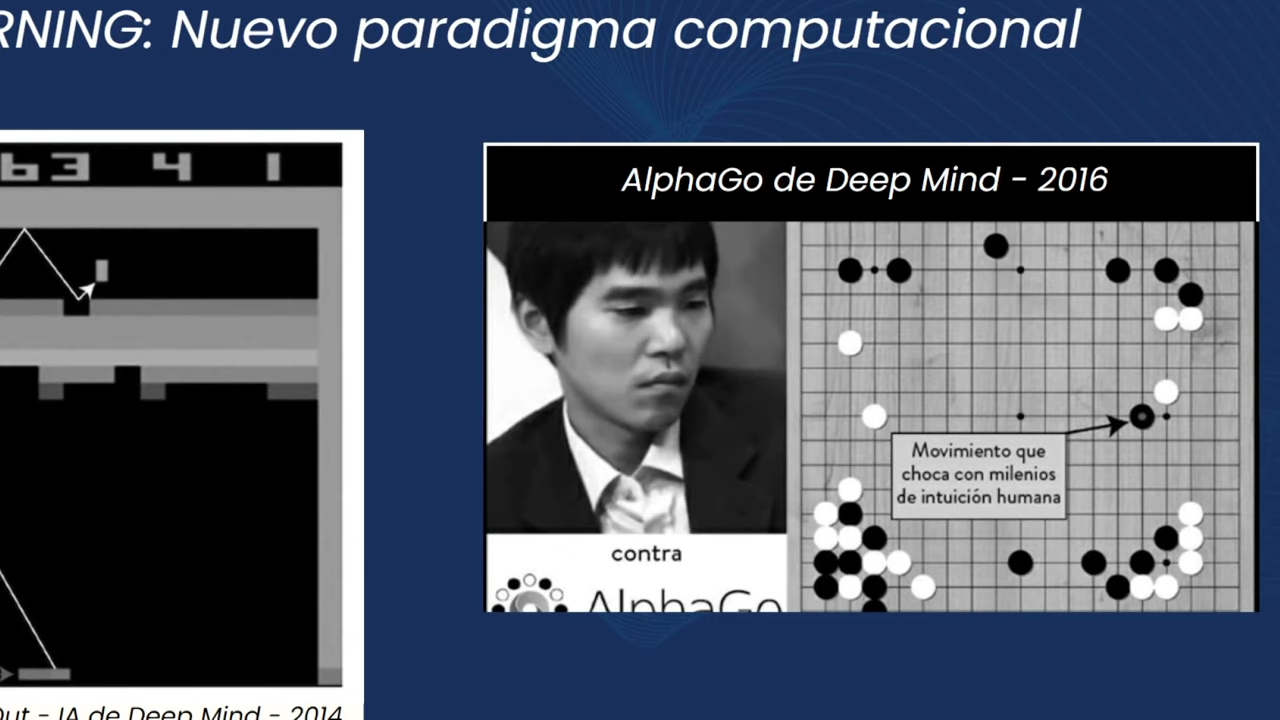 RNING: Nuevo paradigma computacional
63 4 1
AlphaGo de Deep Mind - 2016
Movimiento que
choca con milenios
de intuición humana
contra
AlphaGo
Out - IA de Deep Mind - 2014